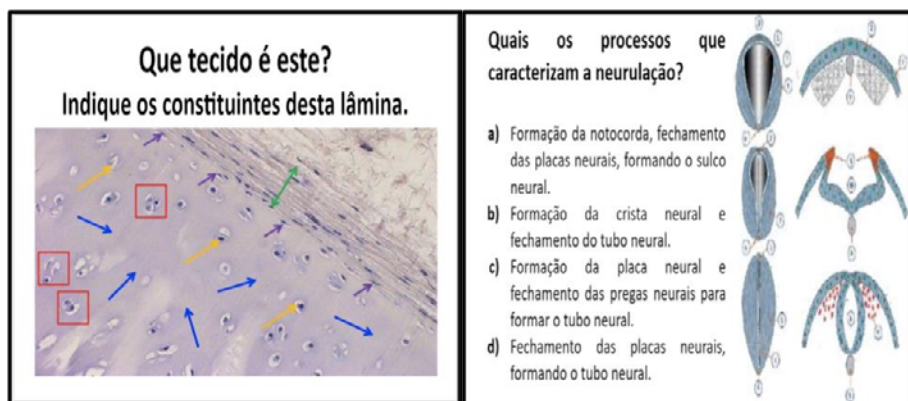 Que tecido é este?
Indique os constituintes desta lâmina.
Quais os processos que
caracterizam a neurulação?
a) Formação da notocorda, fechamento
das placas neurais, formando o sulco
neural.
b) Formação da crista neural e
fechamento do tubo neural.
c) Formação da placa neural e
fechamento das pregas neurais para
formar o tubo neural.
d) Fechamento das placas neurais,
formando o tubo neural.